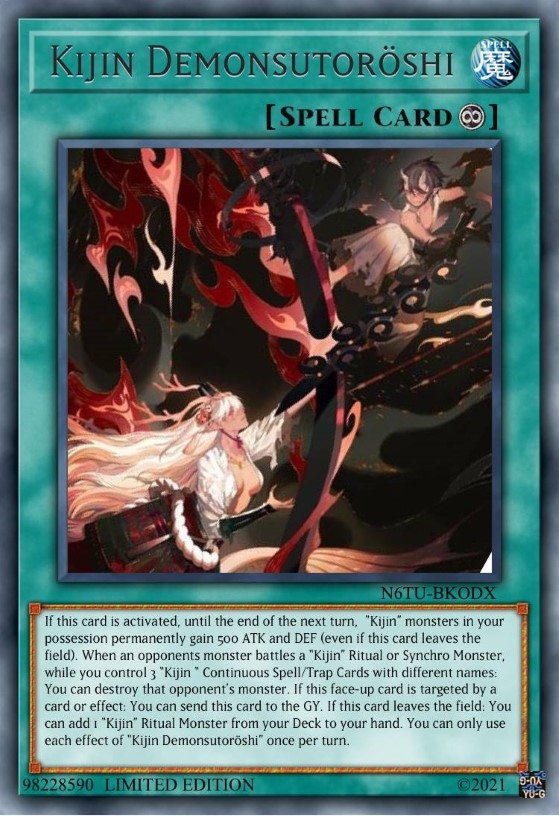 Kijin Demonsutoröshi
SPELL
魔
[Spell Card]
N6TU-BKODX
If this card is activated, until the end of the next turn, "Kijin" monsters in your
possession permanently gain 500 ATK and DEF (even if this card leaves the
field). When an opponents monster battles a "Kijin" Ritual or Synchro Monster,
while you control 3 "Kijin " Continuous Spell/Trap Cards with different names:
You can destroy that opponent's monster. If this face-up card is targeted by a
card or effect: You can send this card to the GY. If this card leaves the field: You
can add 1 "Kijin" Ritual Monster from your Deck to your hand. You can only use
each effect of "Kijin Demonsutoröshi" once per turn.
98228590 LIMITED EDITION ©2021